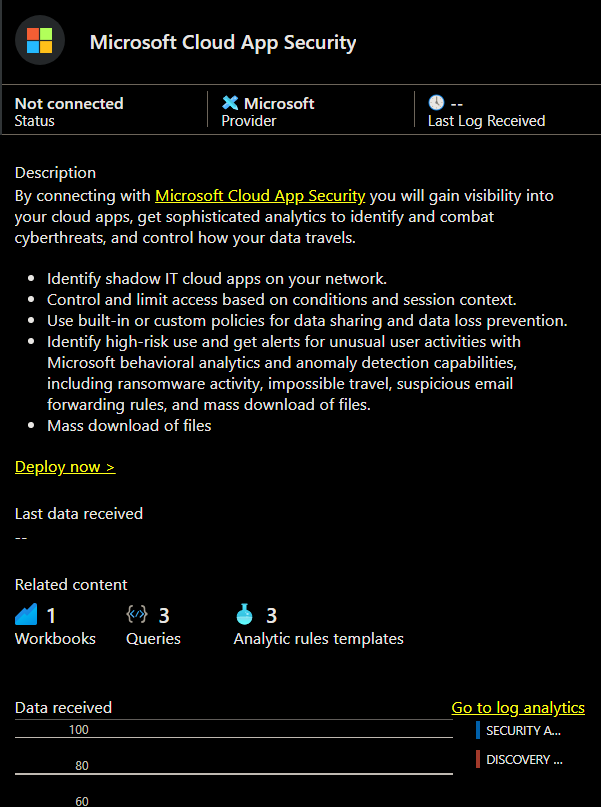 Microsoft Cloud App Security
Not connected
Status
Microsoft
Provider
--
Last Log Received
Description
By connecting with Microsoft Cloud App Security you will gain visibility into
your cloud apps, get sophisticated analytics to identify and combat
cyberthreats, and control how your data travels.
• Identify shadow IT cloud apps on your network.
• Control and limit access based on conditions and session context.
• Use built-in or custom policies for data sharing and data loss prevention.
• Identify high-risk use and get alerts for unusual user activities with
Microsoft behavioral analytics and anomaly detection capabilities,
including ransomware activity, impossible travel, suspicious email
forwarding rules, and mass download of files.
• Mass download of files
Deploy now >
Last data received
--
Related content
1
Workbooks
3
Queries
3
Analytic rules templates
Data received
Go to log analytics
100
80
60
SECURITY A...
DISCOVERY ...